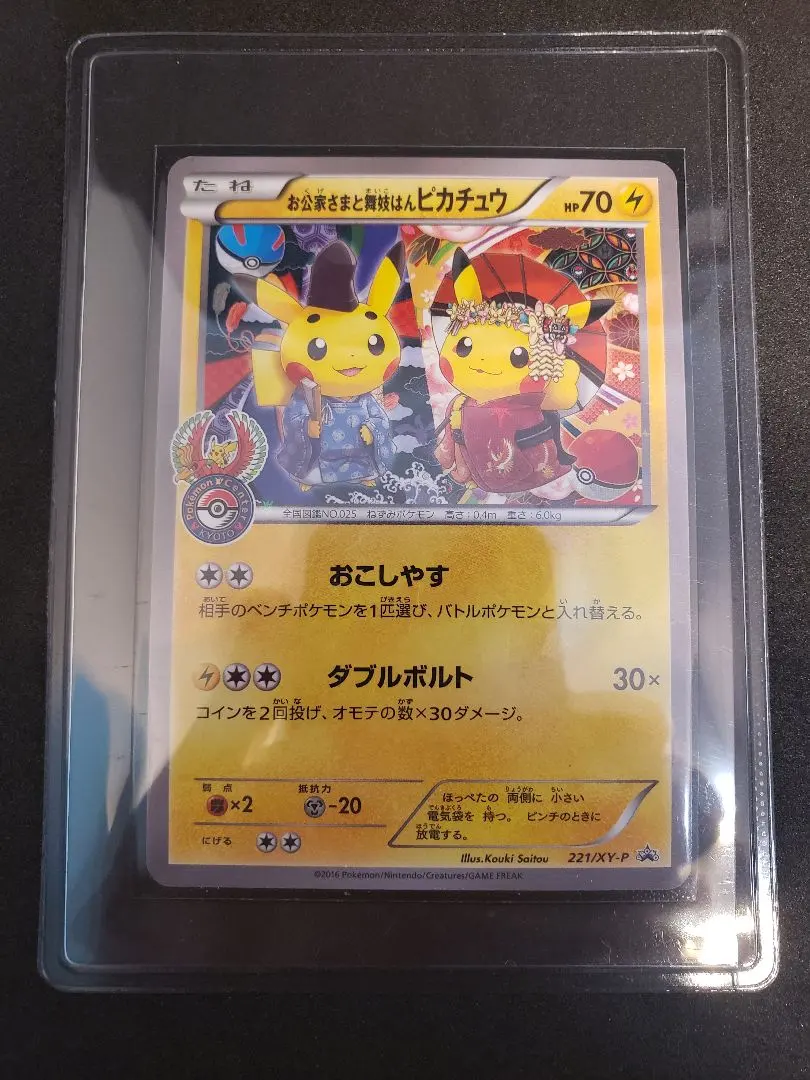 たね
お公家さまと舞妓はんピカチュウ HP70
Pokémon Center
KYOTO
全国図鑑NO.025 ねずみポケモン 高さ:0.4m 重さ:6.0kg
おこしやす
相手のベンチポケモンを1匹選び、バトルポケモンと入れ替える。
ダブルボルト 30×
コインを2回投げ、オモテの数×30ダメージ。
弱点 抵抗力
×2 -20
にげる
ほっぺたの 両側に 小さい
電気袋を 持つ。 ピンチのときに
放電する。
Illus.Kouki Saitou 221/XY-P
©2016 Pokémon/Nintendo/Creatures/GAME FREAK